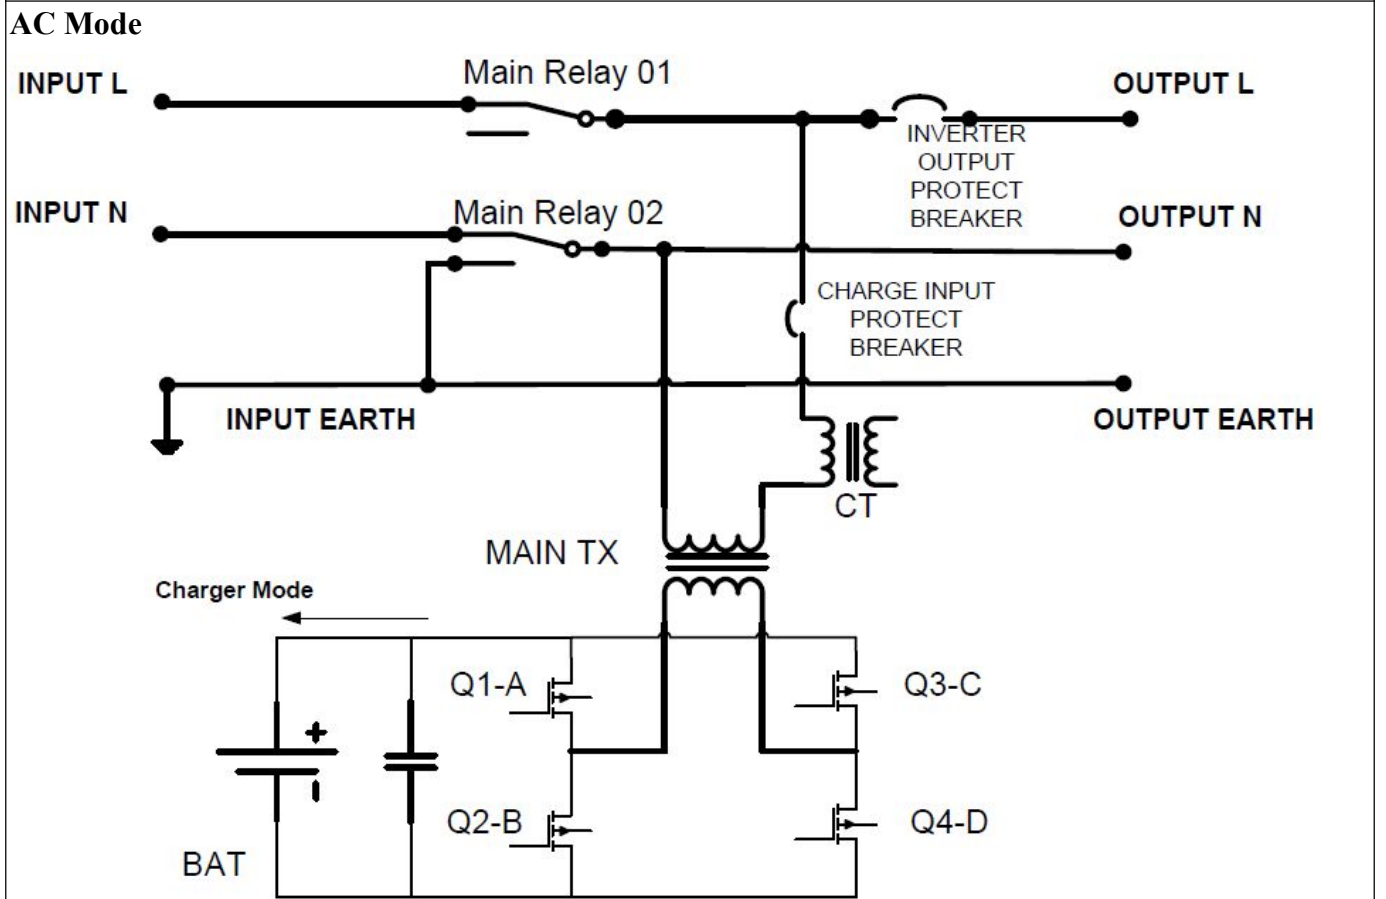 AC Mode
INPUT L
Main Relay 01
OUTPUT L
INVERTER
OUTPUT
PROTECT
BREAKER
INPUT N
Main Relay 02
OUTPUT N
CHARGE INPUT
PROTECT
BREAKER
INPUT EARTH
OUTPUT EARTH
CT
MAIN TX
Charger Mode
Q1-A
Q3-C
+
-
Q2-B
Q4-D
BAT